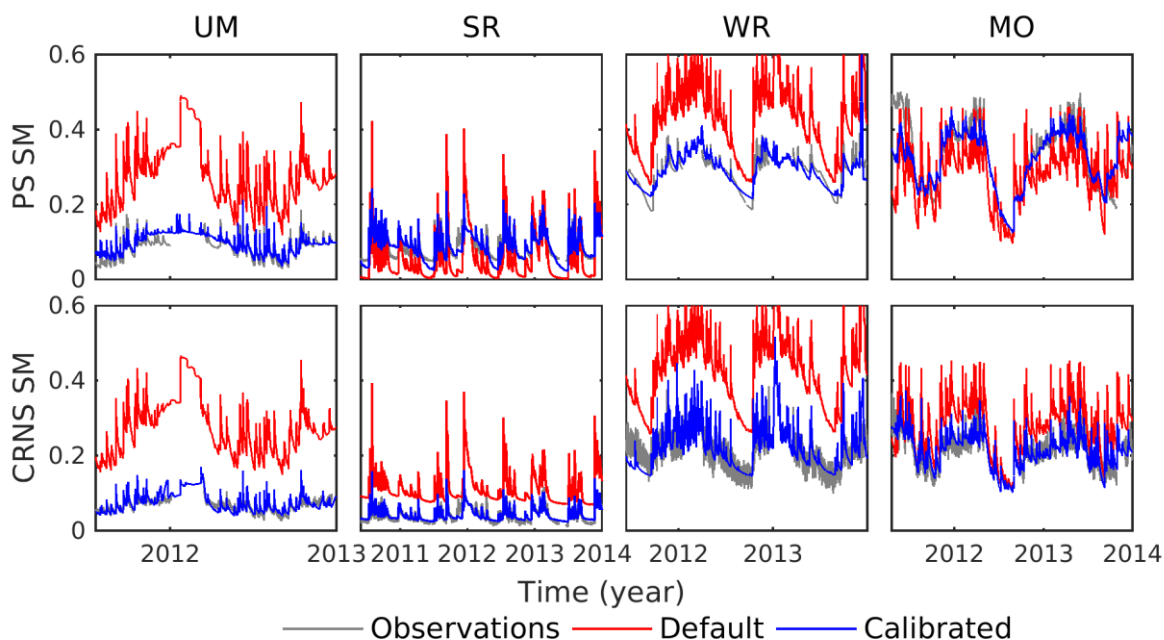 UM SR WR MO
0.6
0.4
0.2
0
PS SM
0.6
0.4
0.2
0
CRNS SM
2012 2013 2011 2012 2013 2014 2012 2013 2012 2013 2014
Time (year)
Observations Default Calibrated